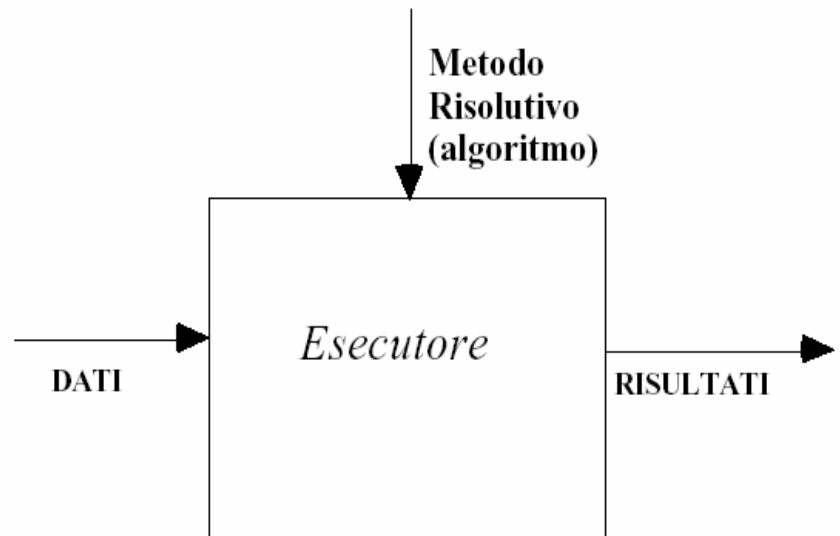 Metodo
Risolutivo
(algoritmo)
Esecutore
DATI
RISULTATI